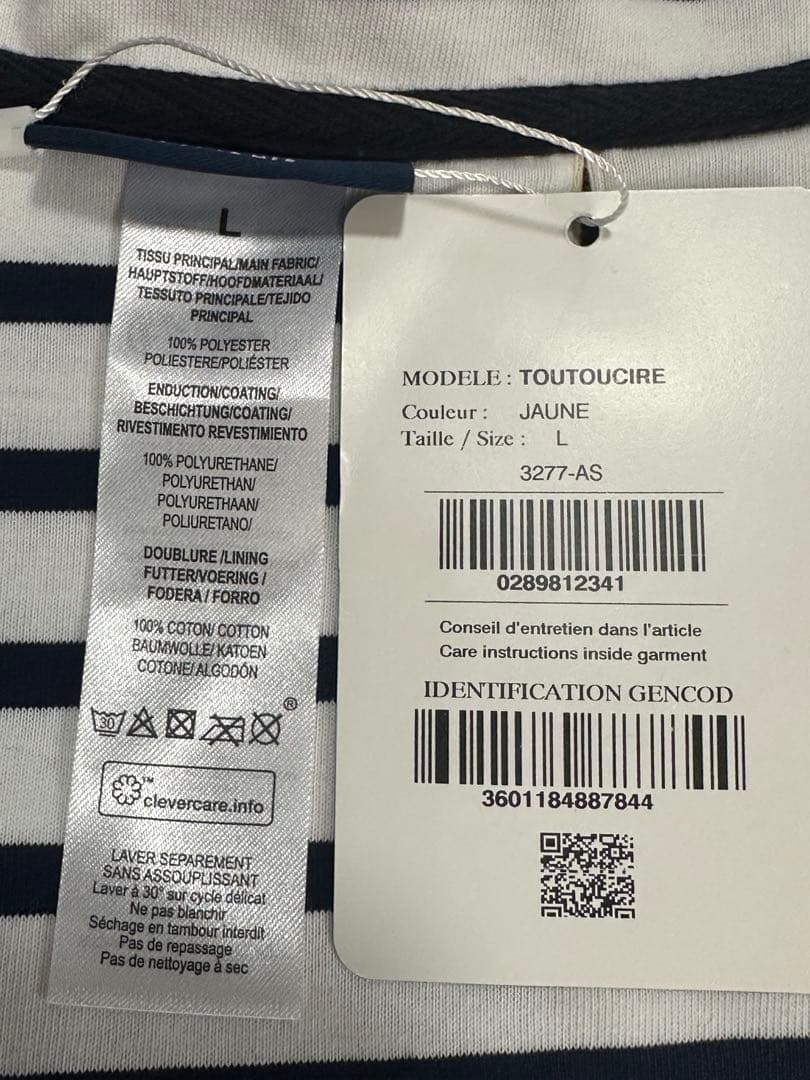 L
TISSU PRINCIPAL/MAIN FABRIC/
HAUPTSTOFF/HOOFDMATERIAAL/
TESSUTO PRINCIPALE/TEJIDO
PRINCIPAL
100% POLYESTER
POLIESTERE/POLIÉSTER
ENDUCTION/COATING/
BESCHICHTUNG/COATING/
RIVESTIMENTO REVESTIMIENTO
100% POLYURETHANE/
POLYURETHAN/
POLYURETHAAN/
POLIURETANO/
DOUBLURE /LINING
FUTTER/VOERING /
FODERA / FORRO
100% COTON/ COTTON
BAUMWOLLE/ KATOEN
COTONE/ ALGODÓN
30 ®
™
clevercare.info
LAVER SEPAREMENT
SANS ASSOUPLISSANT
Laver à 30° sur cycle délicat
Ne pas blanchir
Séchage en tambour interdit
Pas de repassage
Pas de nettoyage à sec
MODELE : TOUTOUCIRE
Couleur : JAUNE
Taille / Size : L
3277-AS
0289812341
Conseil d'entretien dans l'article
Care instructions inside garment
IDENTIFICATION GENCOD
3601184887844